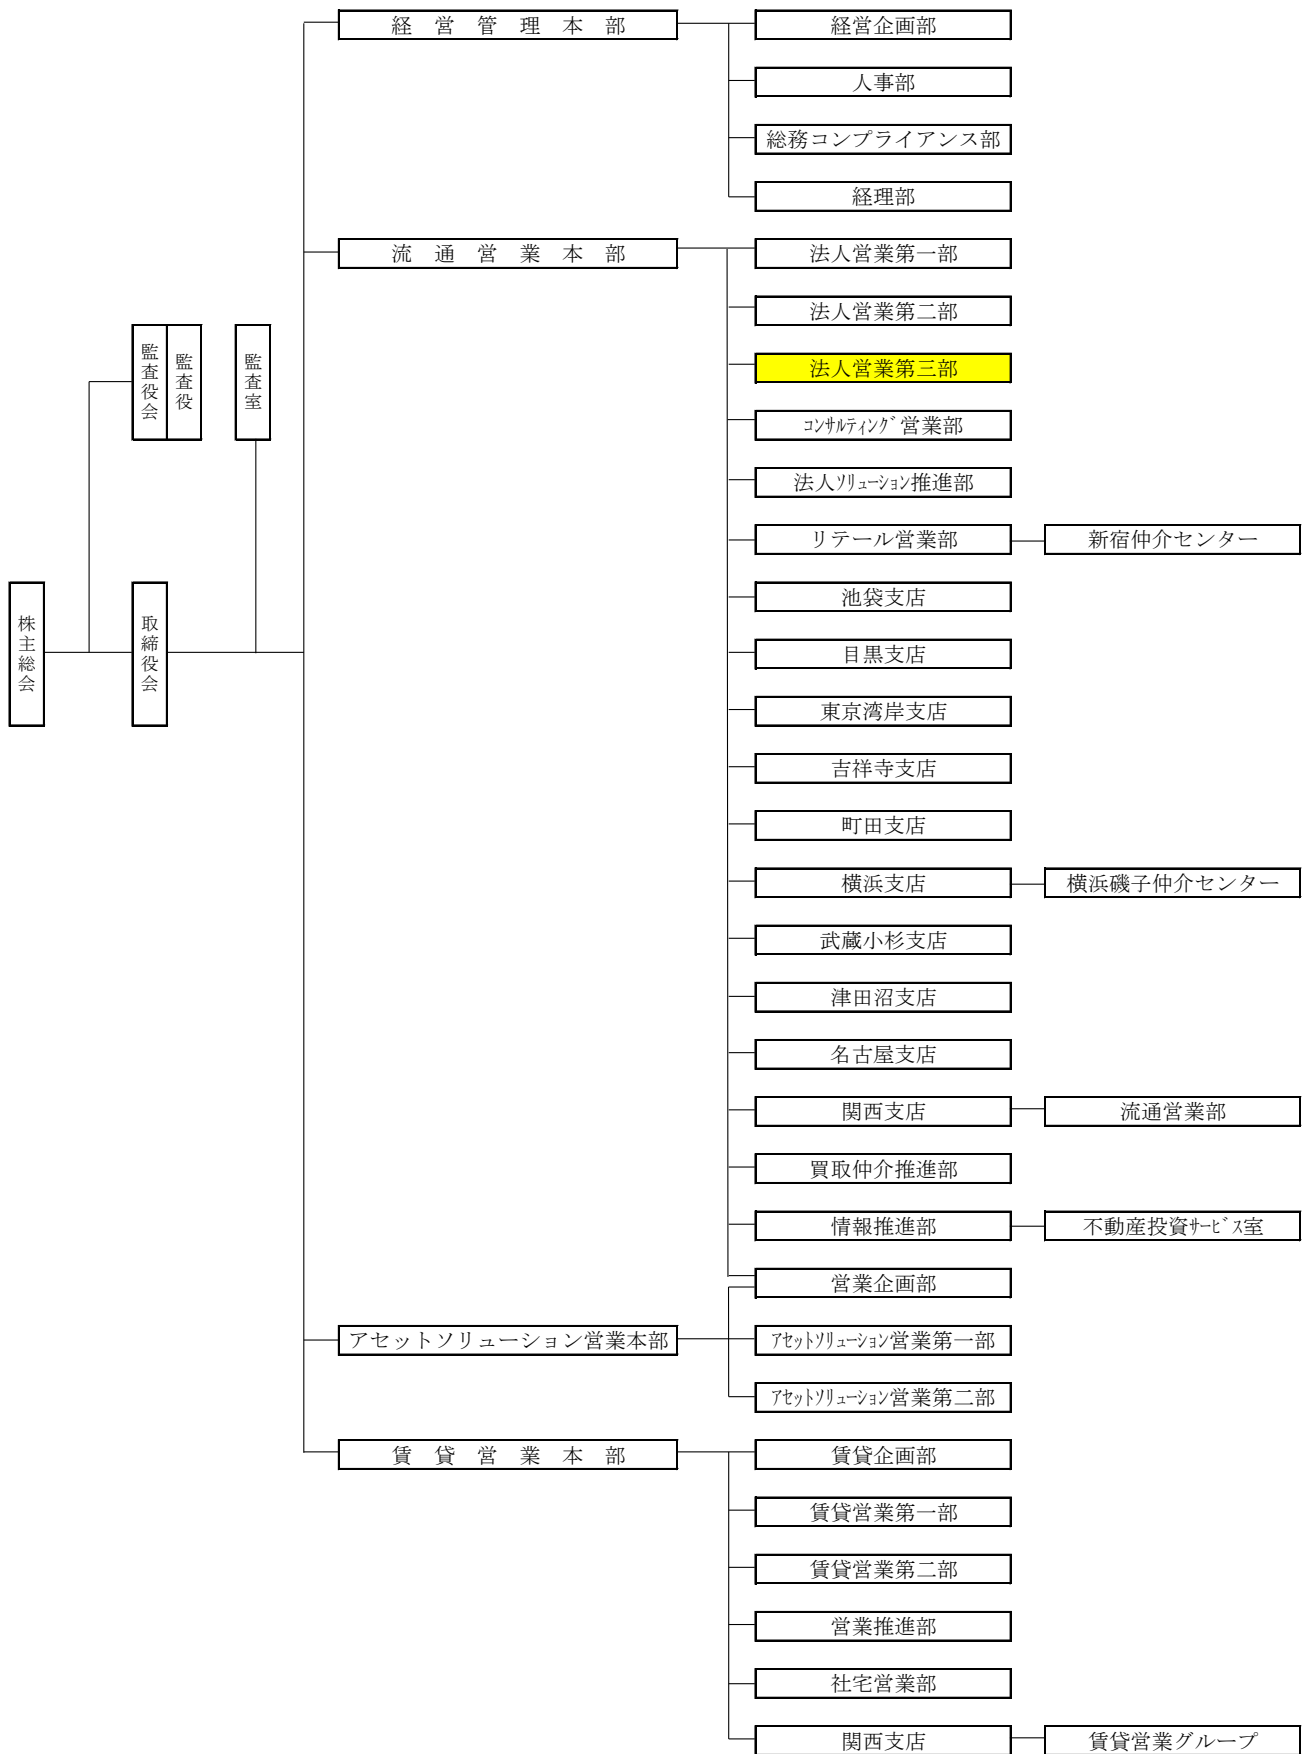 株主総会
取締役会
監査役会
監査役
監査室
経営管理本部
経営企画部
人事部
総務コンプライアンス部
経理部
流通営業本部
法人営業第一部
法人営業第二部
法人営業第三部
ｺﾝｻﾙﾃｨﾝｸﾞ営業部
法人ｿﾘｭｰｼｮﾝ推進部
リテール営業部
新宿仲介センター
池袋支店
目黒支店
東京湾岸支店
吉祥寺支店
町田支店
横浜支店
横浜磯子仲介センター
武蔵小杉支店
津田沼支店
名古屋支店
関西支店
流通営業部
買取仲介推進部
情報推進部
不動産投資ｻｰﾋﾞｽ室
営業企画部
アセットソリューション営業本部
ｱｾｯﾄｿﾘｭｰｼｮﾝ営業第一部
ｱｾｯﾄｿﾘｭｰｼｮﾝ営業第二部
賃貸営業本部
賃貸企画部
賃貸営業第一部
賃貸営業第二部
営業推進部
社宅営業部
関西支店
賃貸営業グループ